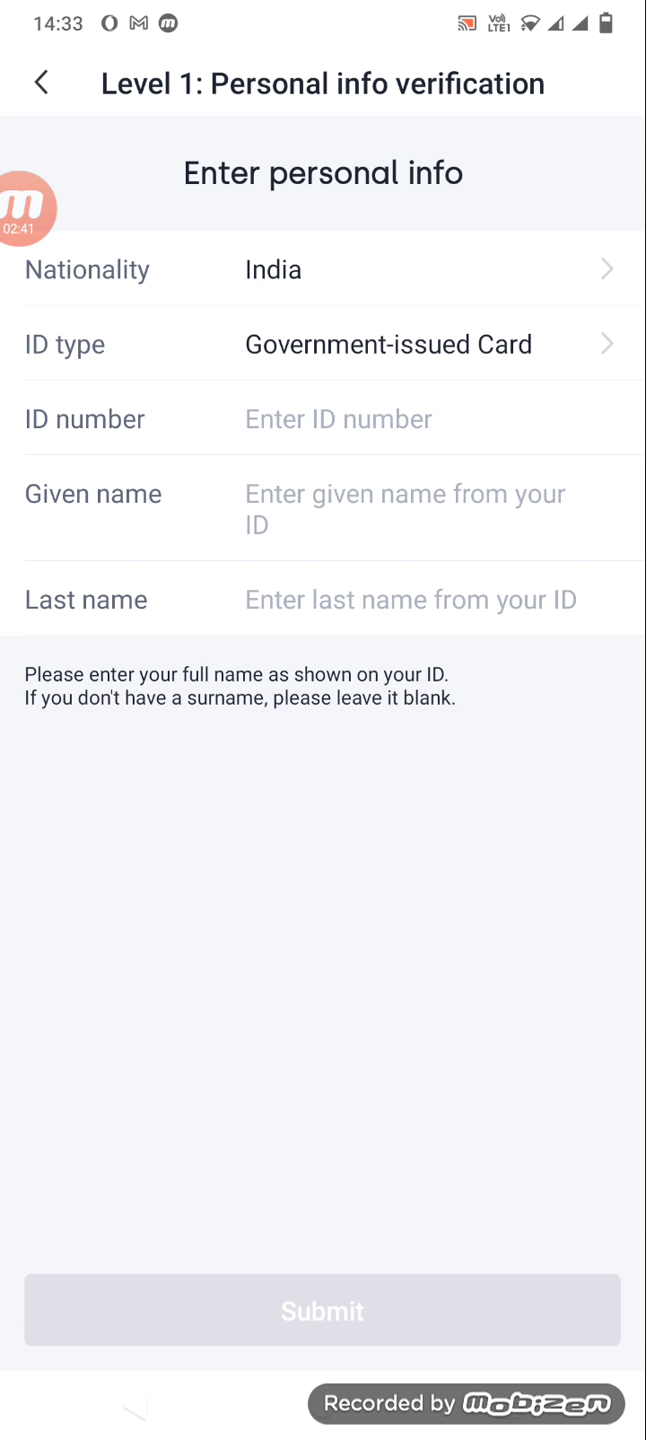 14:33
Vo) LTE1
Level 1: Personal info verification
Enter personal info
m
02:41
Nationality India
ID type Government-issued Card
ID number Enter ID number
Given name Enter given name from your
ID
Last name Enter last name from your ID
Please enter your full name as shown on your ID.
If you don't have a surname, please leave it blank.
Submit
Recorded by mobizen